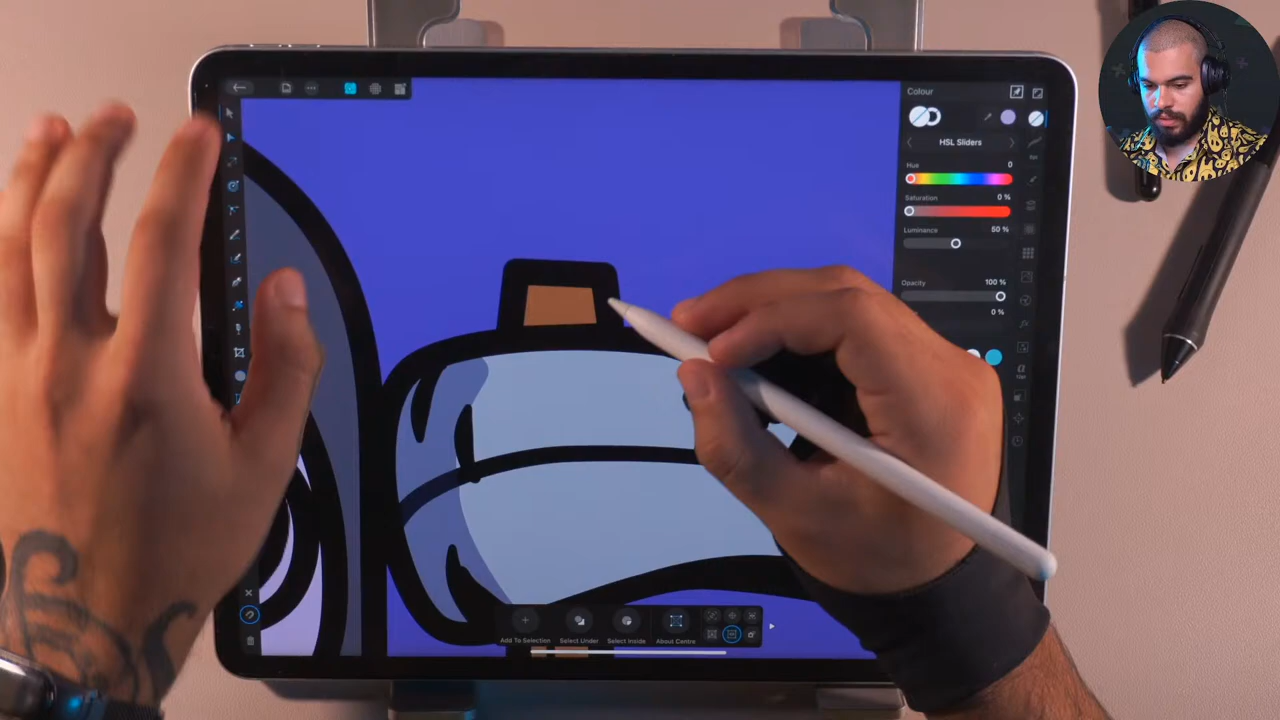 Colour
HSL Sliders
Hue
0
Saturation
0 %
Luminance
50 %
Opacity
100 %
0 %
Add To Selection
Select Under
Select Inside
About Centre